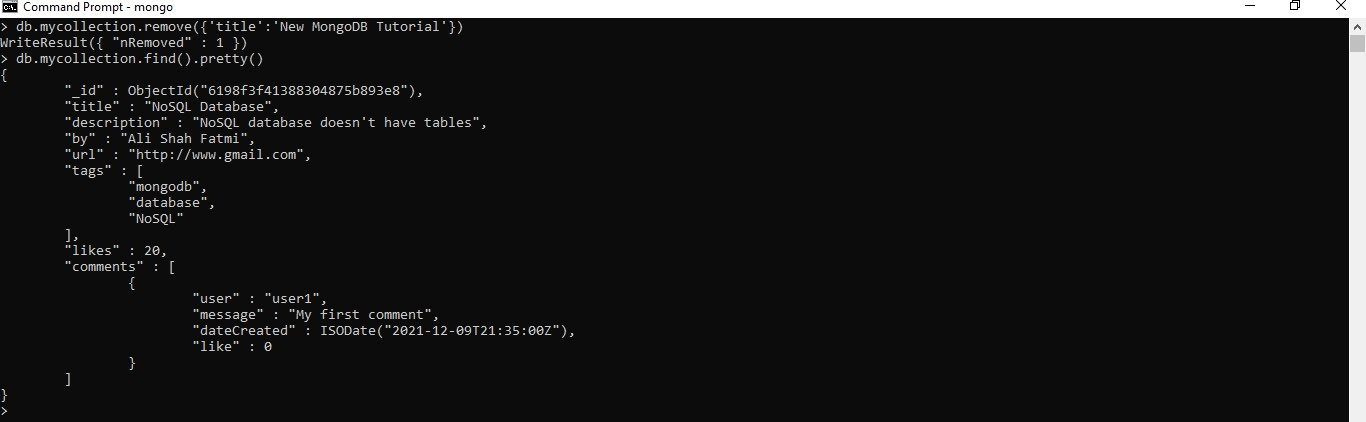 Command Prompt - mongo
> db.mycollection.remove({'title':'New MongoDB Tutorial'})
WriteResult({ "nRemoved" : 1 })
> db.mycollection.find().pretty()
{
        "_id" : ObjectId("6198f3f41388304875b893e8"),
        "title" : "NoSQL Database",
        "description" : "NoSQL database doesn't have tables",
        "by" : "Ali Shah Fatmi",
        "url" : "http://www.gmail.com",
        "tags" : [
                "mongodb",
                "database",
                "NoSQL"
        ],
        "likes" : 20,
        "comments" : [
                {
                        "user" : "user1",
                        "message" : "My first comment",
                        "dateCreated" : ISODate("2021-12-09T21:35:00Z"),
                        "like" : 0
                }
        ]
}
>